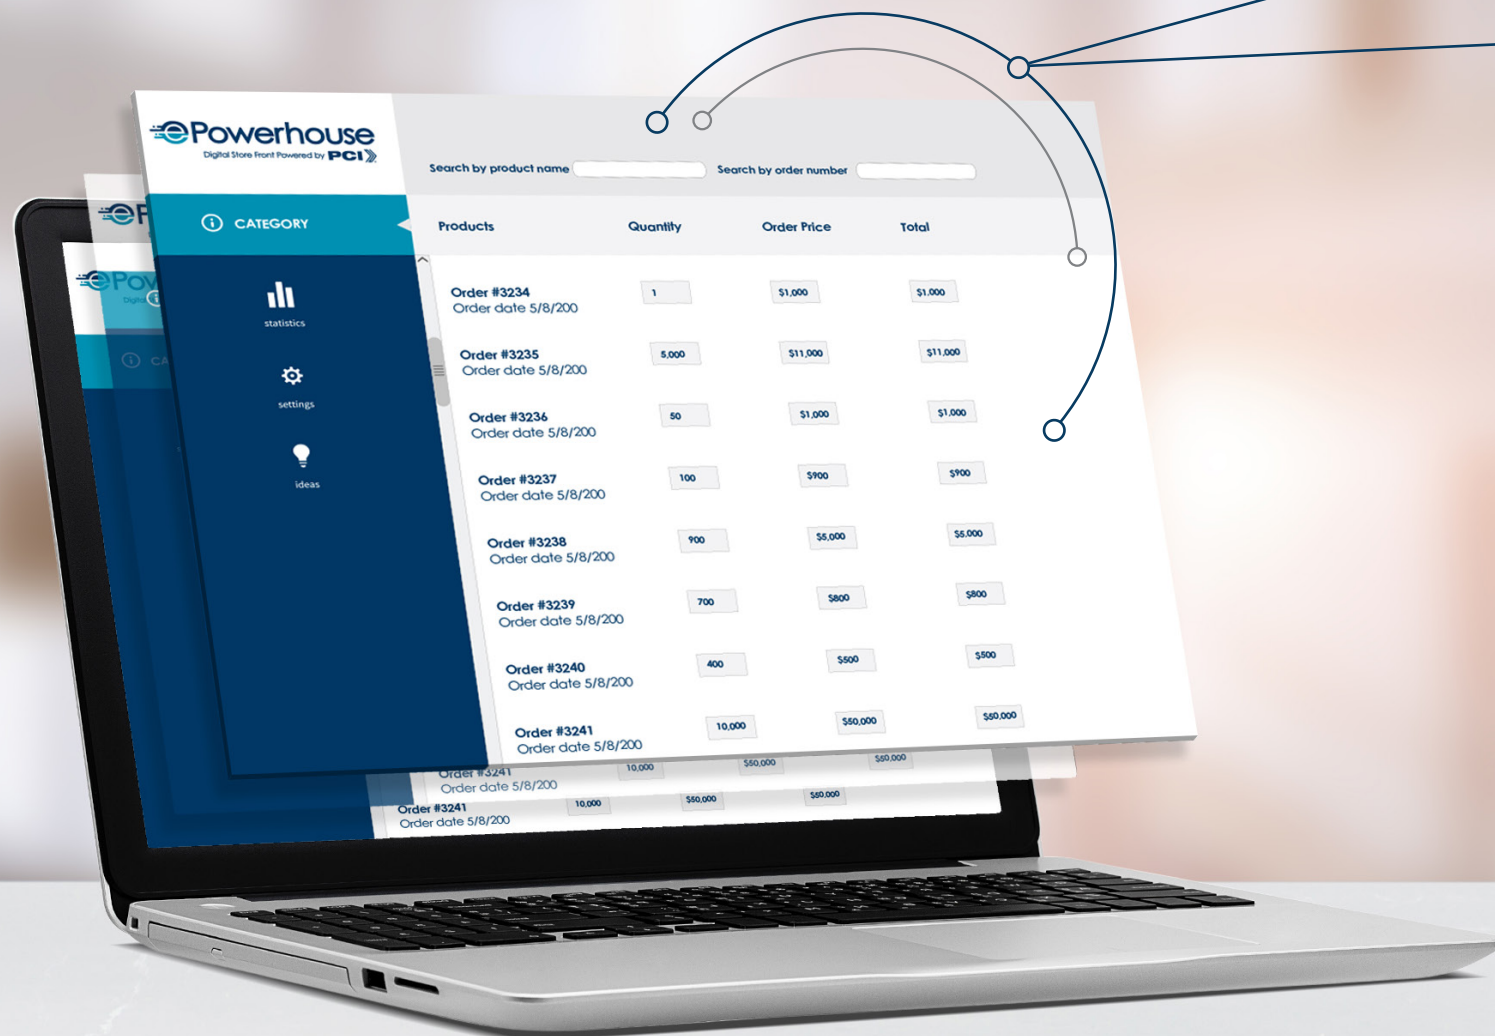 ePowerhouse
Digital Store Front Powered by PCI
Search by product name
Search by order number
CATEGORY
Products Quantity Order Price Total
statistics
settings
ideas
Order #3234 1 $1,000 $1,000
Order date 5/8/200
Order #3235 5,000 $11,000 $11,000
Order date 5/8/200
Order #3236 50 $1,000 $1,000
Order date 5/8/200
Order #3237 100 $900 $900
Order date 5/8/200
Order #3238 900 $5,000 $5,000
Order date 5/8/200
Order #3239 700 $800 $800
Order date 5/8/200
Order #3240 400 $500 $500
Order date 5/8/200
Order #3241 10,000 $50,000 $50,000
Order date 5/8/200
Order #3241 10,000 $50,000 $50,000
Order date 5/8/200
Order #3241 10,000 $50,000 $50,000
Order date 5/8/200